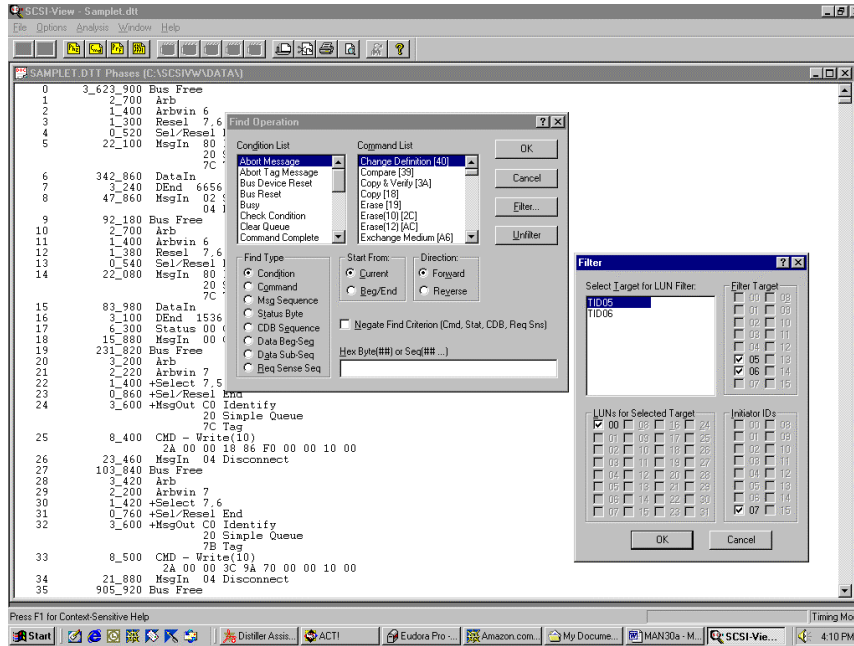 SCSI-View - Samplet.dtt
File Options Analysis Window Help
SAMPLET.DTT Phases (C:\SCSIVW\DATA\)
0 3_623_900 Bus Free
1 2_700 Arb
2 1_400 Arbwin 6
3 1_300 Resel 7,6
4 0_520 Sel/Resel
5 22_100 MsgIn 80
20
7C
6 342_860 DataIn
7 3_240 DEnd 6656
8 47_860 MsgIn 02
04
9 92_180 Bus Free
10 2_700 Arb
11 1_400 Arbwin 6
12 1_380 Resel 7,6
13 0_540 Sel/Resel
14 22_080 MsgIn 80
20
7C
15 83_980 DataIn
16 3_100 DEnd 1536
17 6_300 Status 00
18 15_880 MsgIn 00
19 231_820 Bus Free
20 3_200 Arb
21 2_220 Arbwin 7
22 1_400 +Select 7,5
23 0_860 +Sel/Resel End
24 3_600 +MsgOut C0 Identify
20 Simple Queue
7C Tag
25 8_400 CMD - Write(10)
2A 00 00 18 86 F0 00 00 10 00
26 23_460 MsgIn 04 Disconnect
27 103_840 Bus Free
28 3_420 Arb
29 2_200 Arbwin 7
30 1_420 +Select 7,6
31 0_760 +Sel/Resel End
32 3_600 +MsgOut C0 Identify
20 Simple Queue
7B Tag
33 8_500 CMD - Write(10)
2A 00 00 3C 9A 70 00 00 10 00
34 21_880 MsgIn 04 Disconnect
35 905_920 Bus Free
Find Operation
Condition List
Abort Message
Abort Tag Message
Bus Device Reset
Bus Reset
Busy
Check Condition
Clear Queue
Command Complete
Command List
Change Definition [40]
Compare [39]
Copy & Verify [3A]
Copy [18]
Erase [19]
Erase(10) [2C]
Erase(12) [AC]
Exchange Medium [A6]
OK
Cancel
Filter...
Unfilter
Find Type
Condition
Command
Msg Sequence
Status Byte
CDB Sequence
Data Beg-Seg
Data Sub-Seq
Req Sense Seq
Start From:
Current
Beg/End
Direction:
Forward
Reverse
Negate Find Criterion (Cmd, Stat, CDB, Req Sns)
Hex Byte(##) or Seq(## ...)
Filter
Select Target for LUN Filter:
TID05
TID06
Filter Target
00 08
01 09
02 10
03 11
04 12
05 13
06 14
07 15
LUNs for Selected Target
00 08 16 24
01 09 17 25
02 10 18 26
03 11 19 27
04 12 20 28
05 13 21 29
06 14 22 30
07 15 23 31
Initiator IDs
00 08
01 09
02 10
03 11
04 12
05 13
06 14
07 15
OK
Cancel
Press F1 for Context-Sensitive Help
Timing Mo
Start
Distiller Assis...
ACT!
Eudora Pro -...
Amazon.com...
My Docume...
MAN30a - M...
SCSI-Vie...
4:10 PM